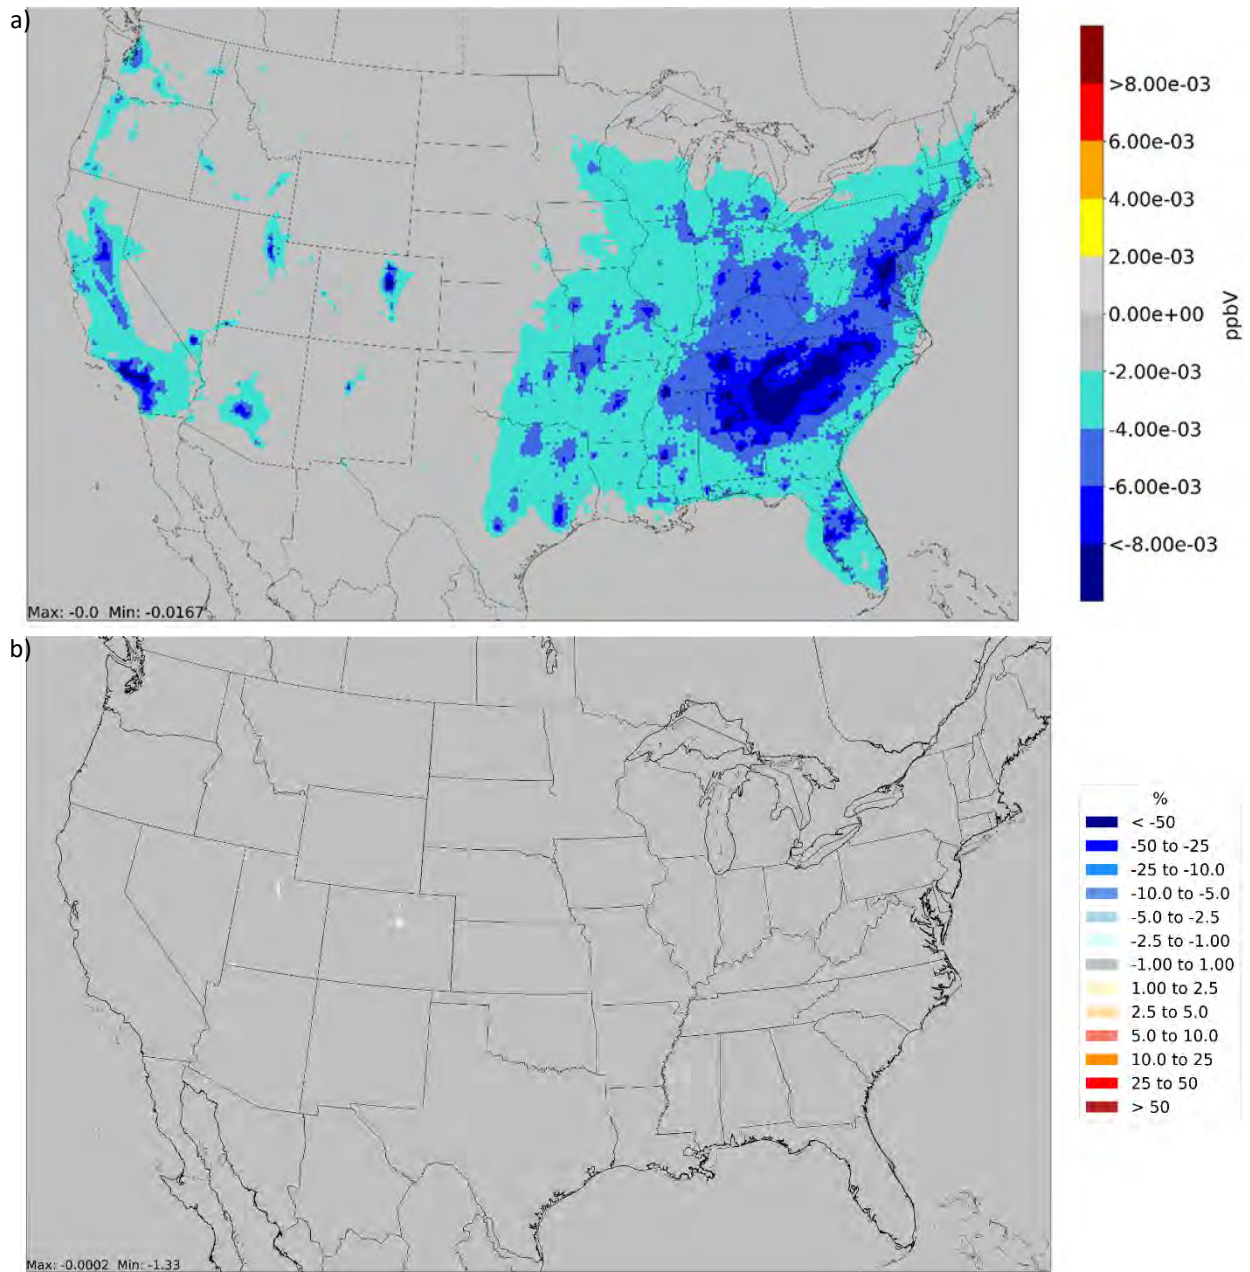 a)
>8.00e-03
6.00e-03
4.00e-03
2.00e-03
0.00e+00
-2.00e-03
-4.00e-03
-6.00e-03
<-8.00e-03
ppbV
Max: -0.0 Min: -0.0167
b)
%
< -50
-50 to -25
-25 to -10.0
-10.0 to -5.0
-5.0 to -2.5
-2.5 to -1.00
-1.00 to 1.00
1.00 to 2.5
2.5 to 5.0
5.0 to 10.0
10.0 to 25
25 to 50
> 50
Max: -0.0002 Min: -1.33